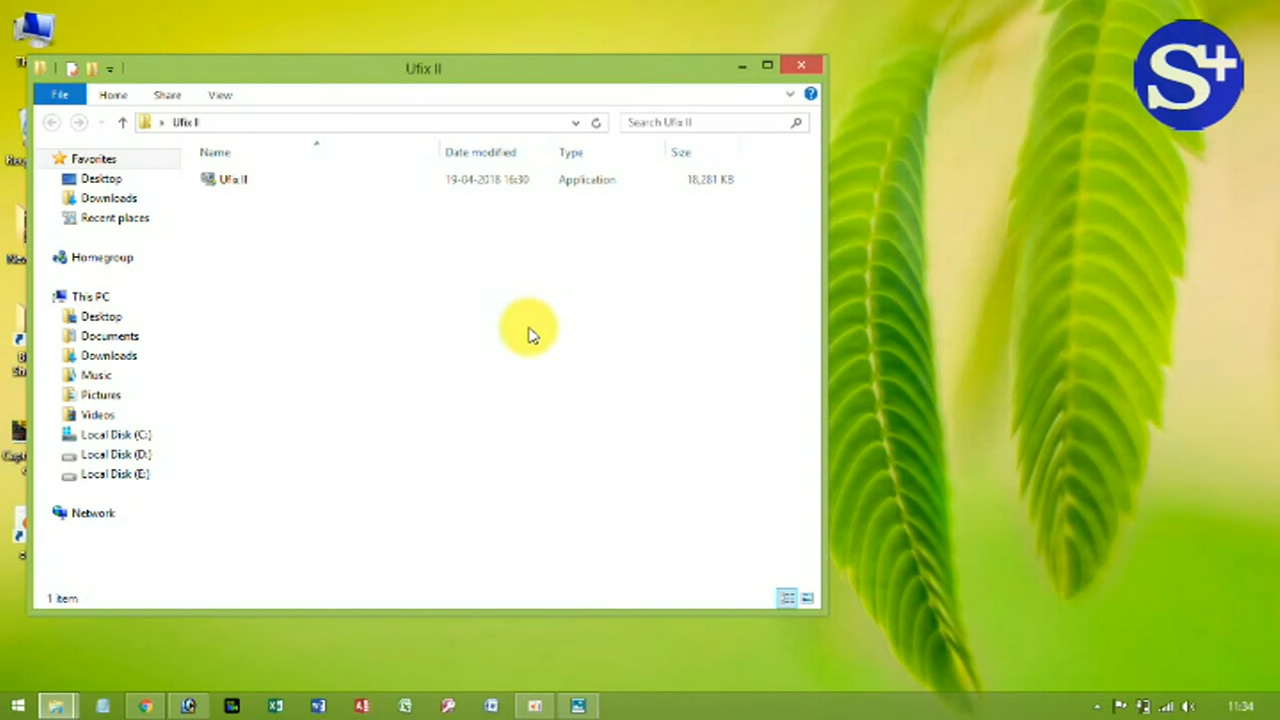 Ufix II
File Home Share View
Ufix II
Search Ufix II
Name Date modified Type Size
Ufix II 19-04-2018 16:30 Application 18,281 KB
Favorites
Desktop
Downloads
Recent places
Homegroup
This PC
Desktop
Documents
Downloads
Music
Pictures
Videos
Local Disk (C:)
Local Disk (D:)
Local Disk (E:)
Network
1 item
S+
11:34